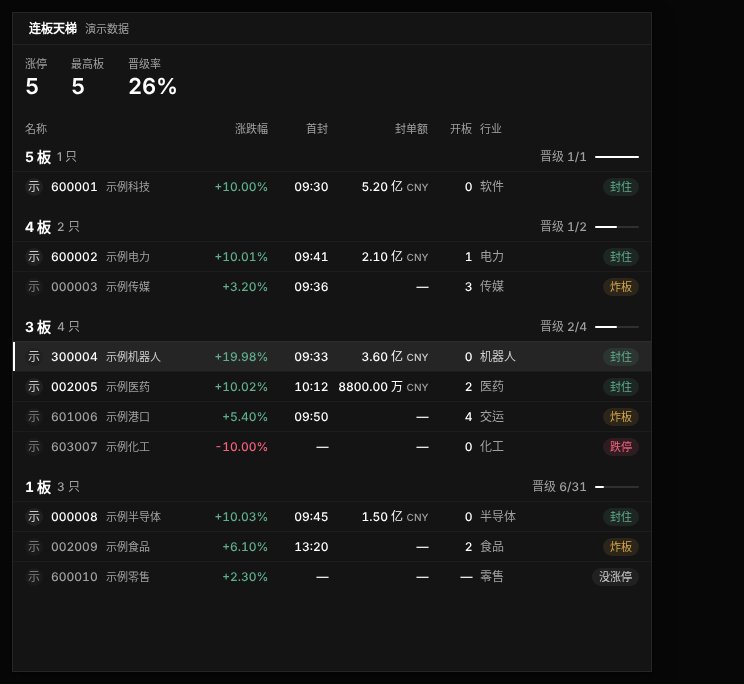 连板天梯 演示数据
涨停 最高板 晋级率
5 5 26%
名称 涨跌幅 首封 封单额 开板 行业
5 板 1 只 晋级 1/1
示 600001 示例科技 +10.00% 09:30 5.20 亿 CNY 0 软件 封住
4 板 2 只 晋级 1/2
示 600002 示例电力 +10.01% 09:41 2.10 亿 CNY 1 电力 封住
示 000003 示例传媒 +3.20% 09:36 — 3 传媒 炸板
3 板 4 只 晋级 2/4
示 300004 示例机器人 +19.98% 09:33 3.60 亿 CNY 0 机器人 封住
示 002005 示例医药 +10.02% 10:12 8800.00 万 CNY 2 医药 封住
示 601006 示例港口 +5.40% 09:50 — 4 交运 炸板
示 603007 示例化工 -10.00% — — 0 化工 跌停
1 板 3 只 晋级 6/31
示 000008 示例半导体 +10.03% 09:45 1.50 亿 CNY 0 半导体 封住
示 002009 示例食品 +6.10% 13:20 — 2 食品 炸板
示 600010 示例零售 +2.30% — — — 零售 没涨停